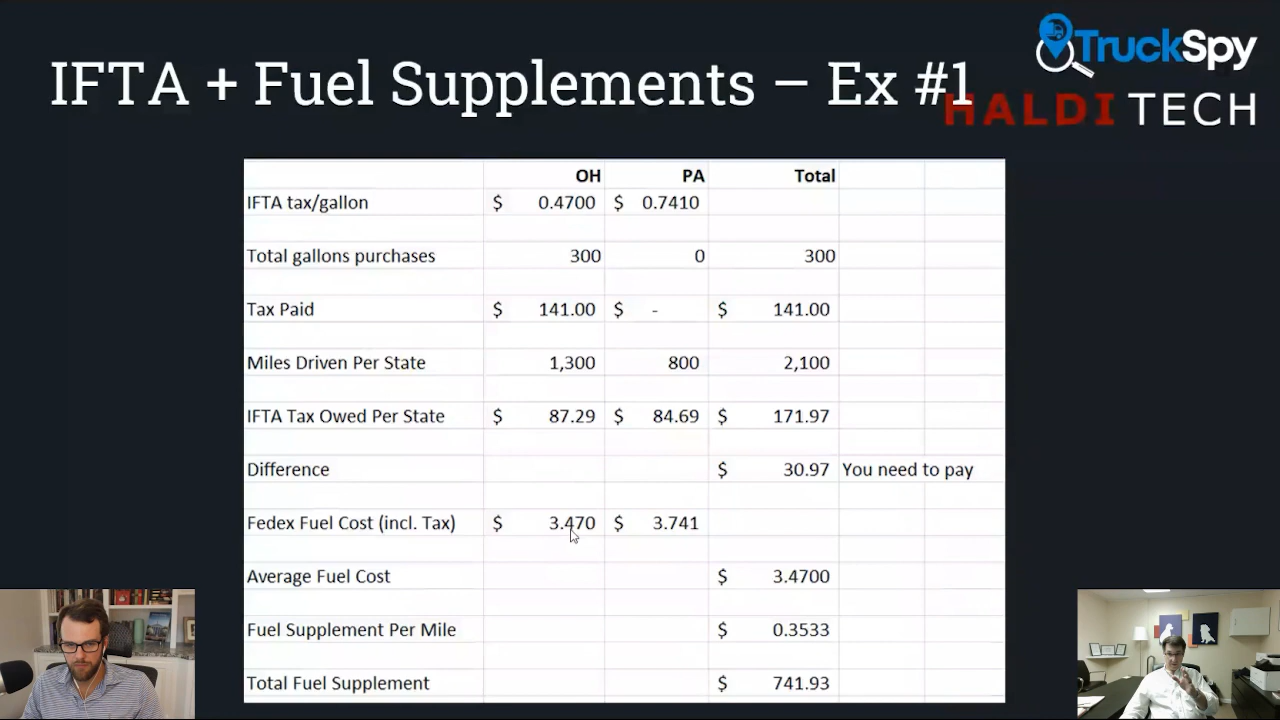 TruckSpy
IFTA + Fuel Supplements – Ex #1
HALDI TECH
OH PA Total
IFTA tax/gallon $ 0.4700 $ 0.7410
Total gallons purchases 300 0 300
Tax Paid $ 141.00 $ - $ 141.00
Miles Driven Per State 1,300 800 2,100
IFTA Tax Owed Per State $ 87.29 $ 84.69 $ 171.97
Difference $ 30.97 You need to pay
Fedex Fuel Cost (incl. Tax) $ 3.470 $ 3.741
Average Fuel Cost $ 3.4700
Fuel Supplement Per Mile $ 0.3533
Total Fuel Supplement $ 741.93